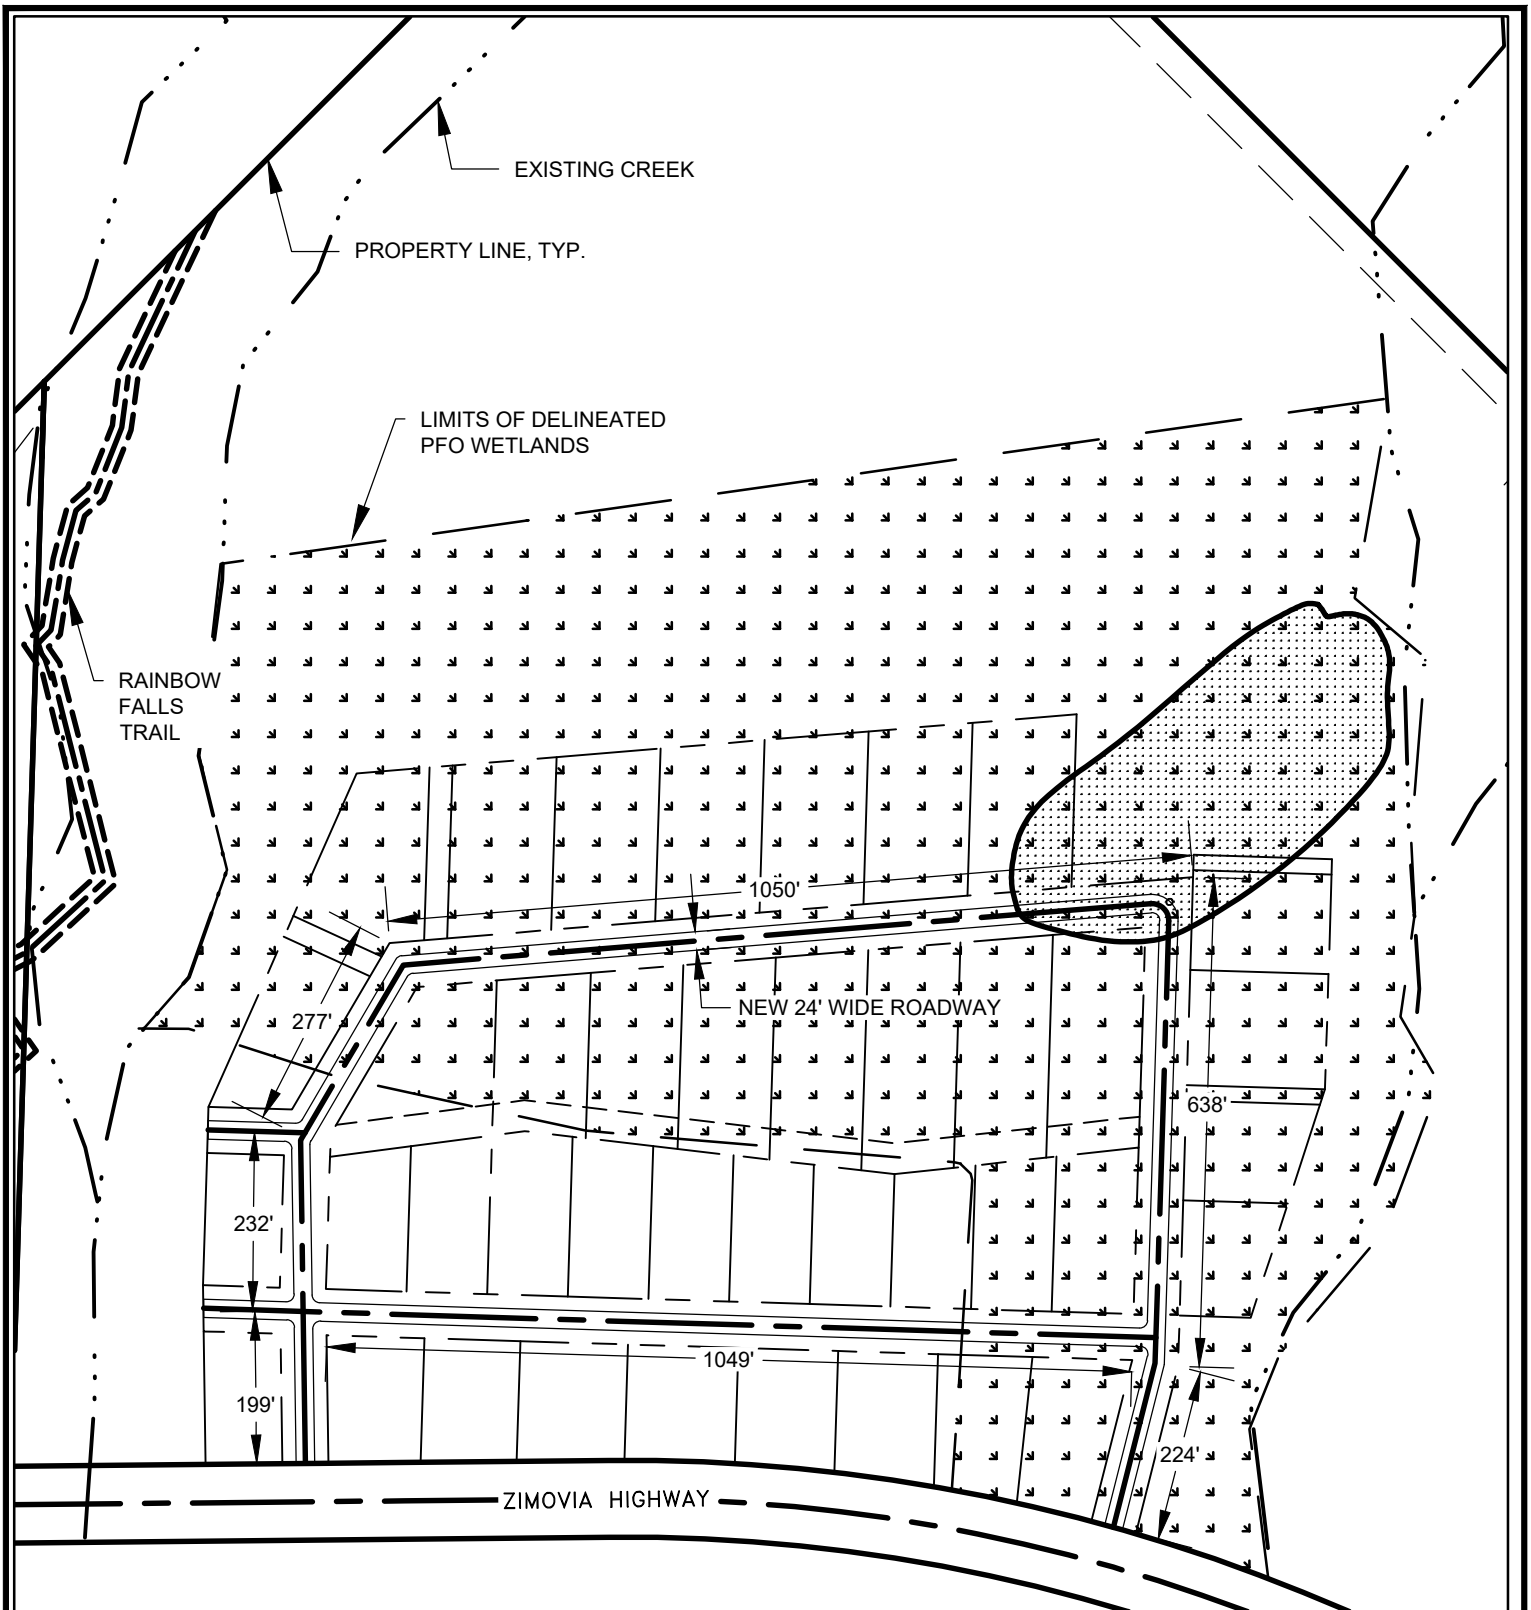 EXISTING CREEK
PROPERTY LINE, TYP.
LIMITS OF DELINEATED
PFO WETLANDS
RAINBOW
FALLS
TRAIL
1050'
NEW 24' WIDE ROADWAY
277'
638'
232'
1049'
199'
224'
ZIMOVIA HIGHWAY